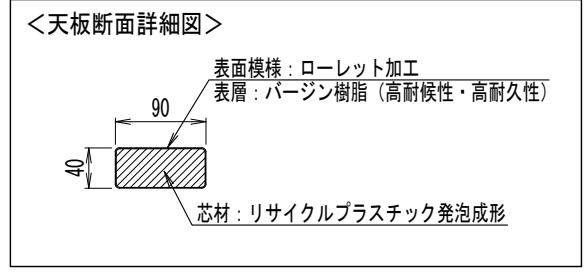 ＜天板断面詳細図＞
表面模様：ローレット加工
表層：バージン樹脂（高耐候性・高耐久性）
90
40
芯材：リサイクルプラスチック発泡成形